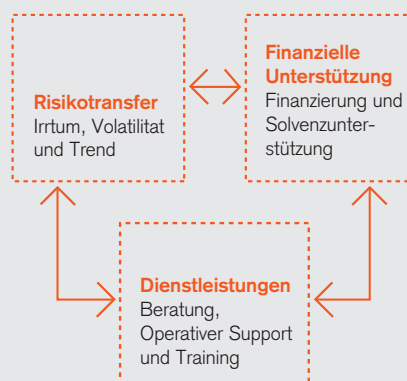 Risikotransfer
Irrtum, Volatilitat
und Trend
Finanzielle
Unterstützung
Finanzierung und
Solvenzunter-
stützung
Dienstleistungen
Beratung,
Operativer Support
und Training